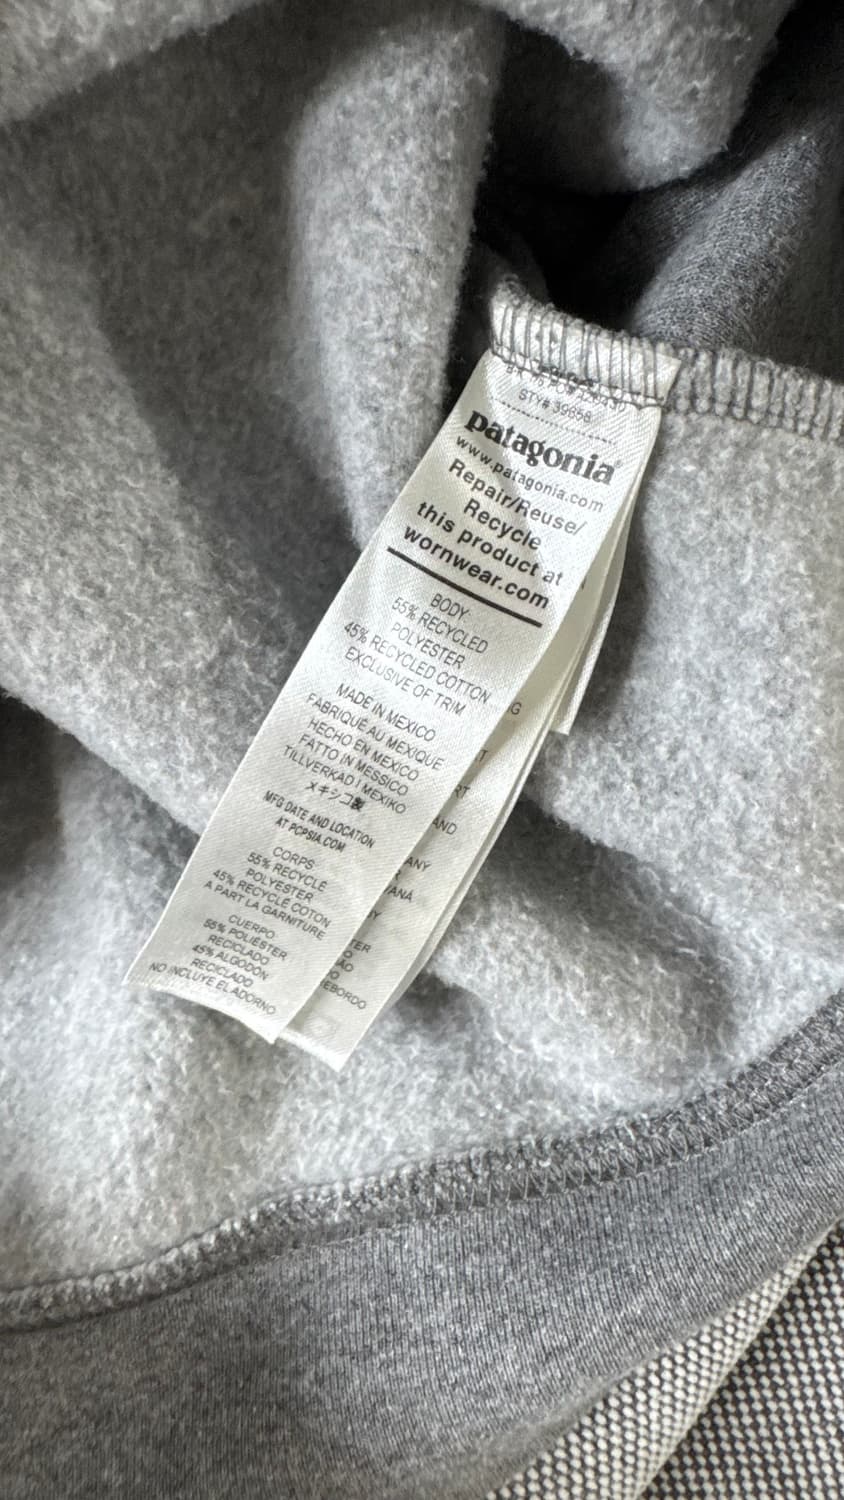 STY# 39658
patagonia®
www.patagonia.com
Repair/Reuse/
Recycle
this product at
wornwear.com
BODY:
55% RECYCLED
POLYESTER
45% RECYCLED COTTON
EXCLUSIVE OF TRIM
MADE IN MEXICO
FABRIQUÉ AU MEXIQUE
HECHO EN MEXICO
FATTO IN MESSICO
TILLVERKAD I MEXIKO
メキシコ製
MFG DATE AND LOCATION
AT PCPSIA.COM
CORPS
55% RECYCLÉ
POLYESTER
45% RECYCLÉ COTON
A PART LA GARNITURE
CUERPO
55% POLIÉSTER
RECICLADO
45% ALGODÓN
RECICLADO
NO INCLUYE EL ADORNO